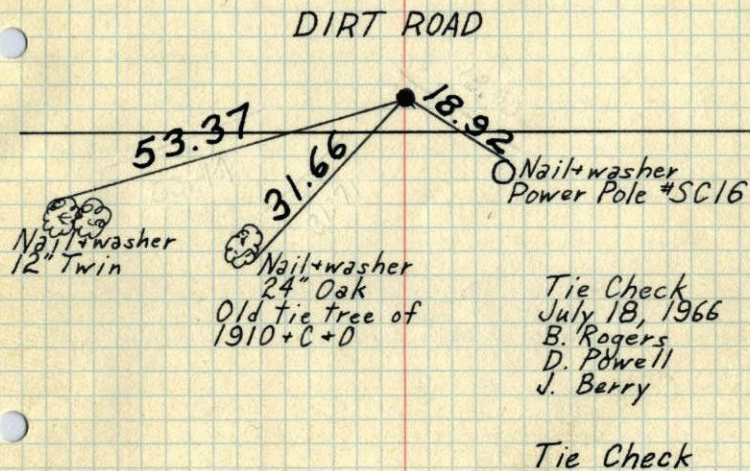 DIRT ROAD
53.37
31.66
18.92
Nail+washer
Power Pole #SC16
Nail+washer
12" Twin
Nail+washer
24" Oak
Old tie tree of
1910 + C + O
Tie Check
July 18, 1966
B. Rogers
D. Powell
J. Berry
Tie Check